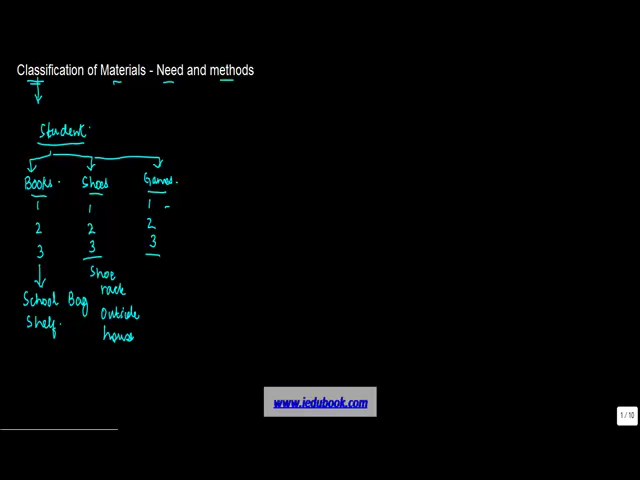 Classification of Materials - Need and methods
Student.
Books. Shoes Games.
1 1 1 -
2 2 2
3 3 3
School Bag Shoe
Shelf. rack
outside
house
www.iedubook.com
1 / 10